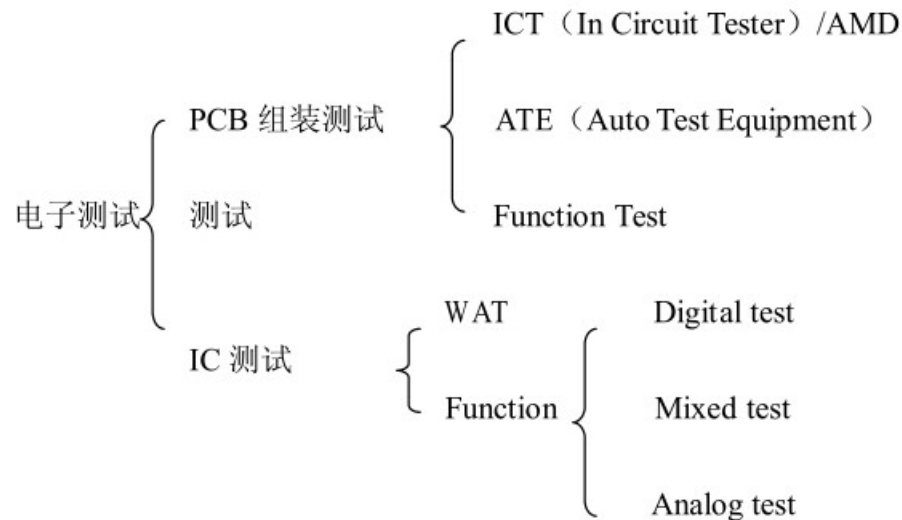 ICT（In Circuit Tester）/AMD
PCB 组装测试
ATE（Auto Test Equipment）
电子测试
测试
Function Test
WAT
Digital test
IC 测试
Function
Mixed test
Analog test